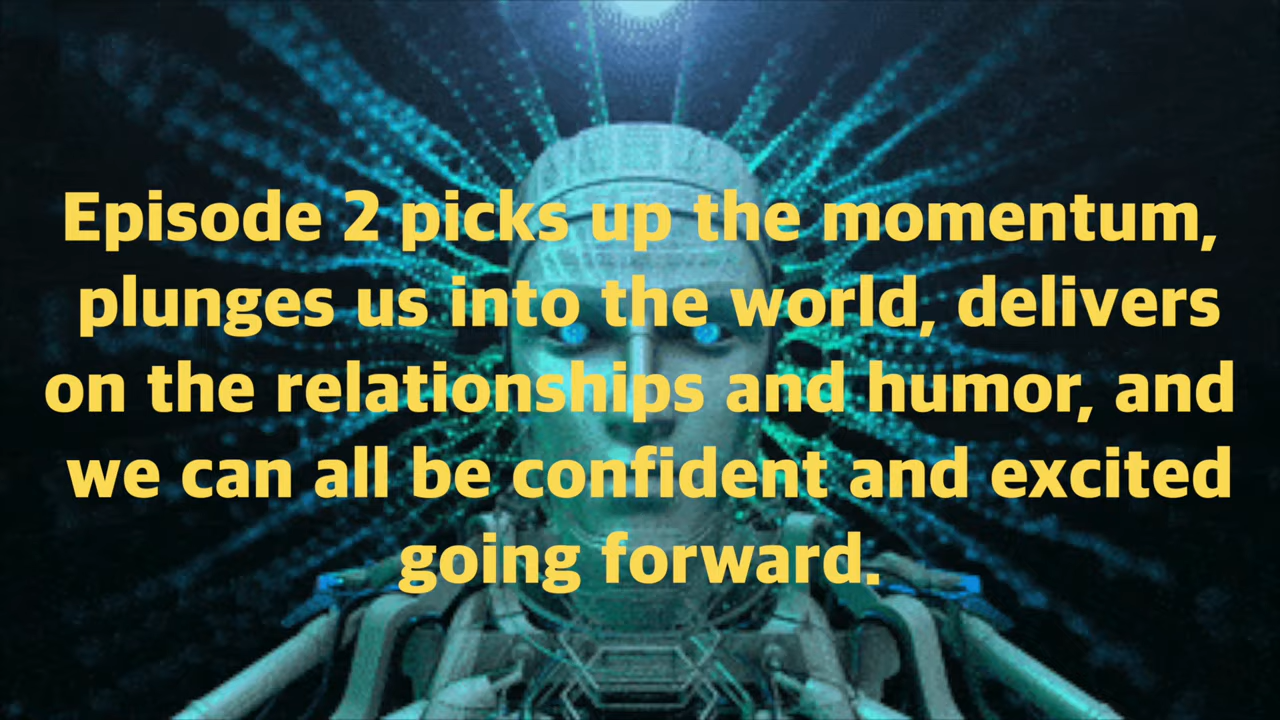 Episode 2 picks up the momentum,
plunges us into the world, delivers
on the relationships and humor, and
we can all be confident and excited
going forward.